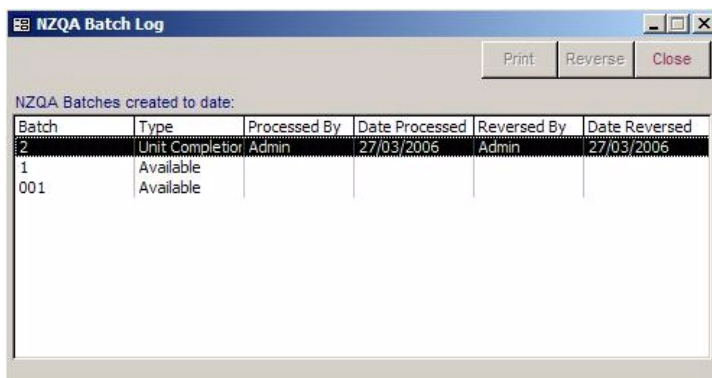 NZQA Batch Log
Print Reverse Close
NZQA Batches created to date:
Batch Type Processed By Date Processed Reversed By Date Reversed
2 Unit Completion Admin 27/03/2006 Admin 27/03/2006
1 Available
001 Available